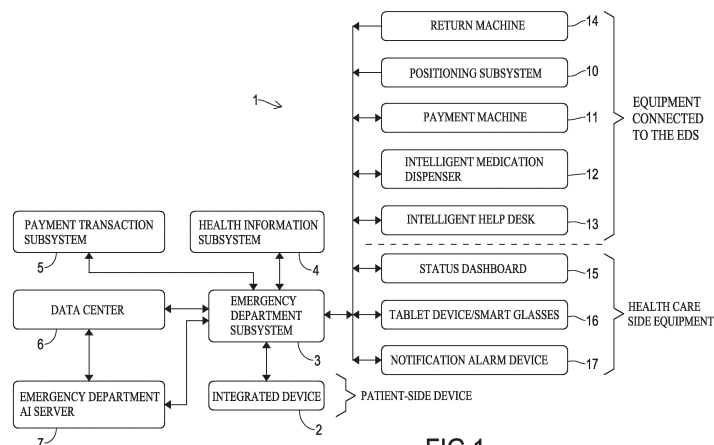 RETURN MACHINE
14
POSITIONING SUBSYSTEM
10
1
PAYMENT MACHINE
11
EQUIPMENT
CONNECTED
TO THE EDS
INTELLIGENT MEDICATION
DISPENSER
12
INTELLIGENT HELP DESK
13
PAYMENT TRANSACTION
SUBSYSTEM
5
HEALTH INFORMATION
SUBSYSTEM
4
STATUS DASHBOARD
15
DATA CENTER
6
EMERGENCY
DEPARTMENT
SUBSYSTEM
3
TABLET DEVICE/SMART GLASSES
16
HEALTH CARE
SIDE EQUIPMENT
NOTIFICATION ALARM DEVICE
17
EMERGENCY DEPARTMENT
AI SERVER
7
INTEGRATED DEVICE
2
PATIENT-SIDE DEVICE
FIG.1